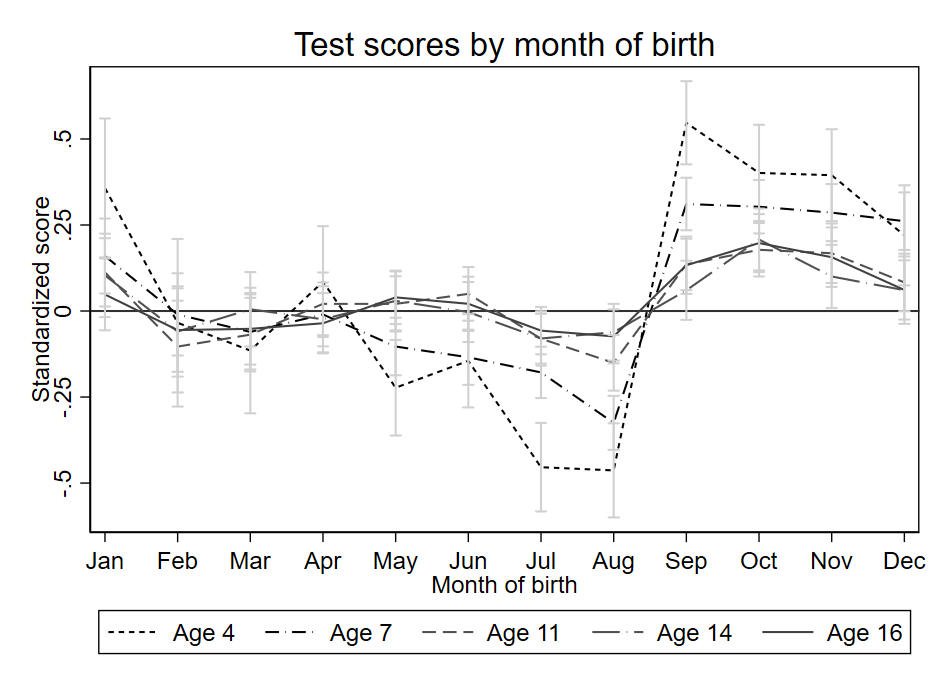 Test scores by month of birth
Standardized score
.5
.25
0
-.25
-.5
Jan Feb Mar Apr May Jun Jul Aug Sep Oct Nov Dec
Month of birth
Age 4 Age 7 Age 11 Age 14 Age 16